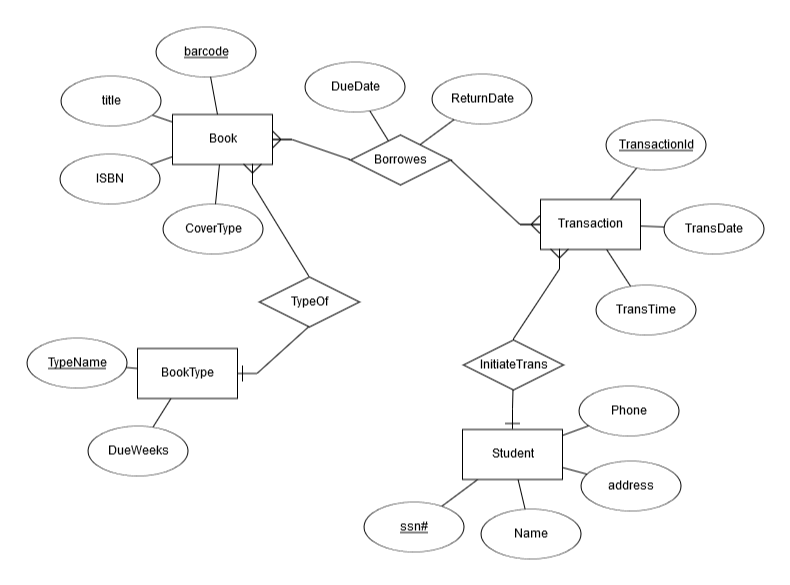 barcode
DueDate
title
ReturnDate
Book
TransactionId
Borrowes
ISBN
Transaction
CoverType
TransDate
TypeOf
TransTime
TypeName
BookType
InitiateTrans
Phone
DueWeeks
Student
address
ssn#
Name